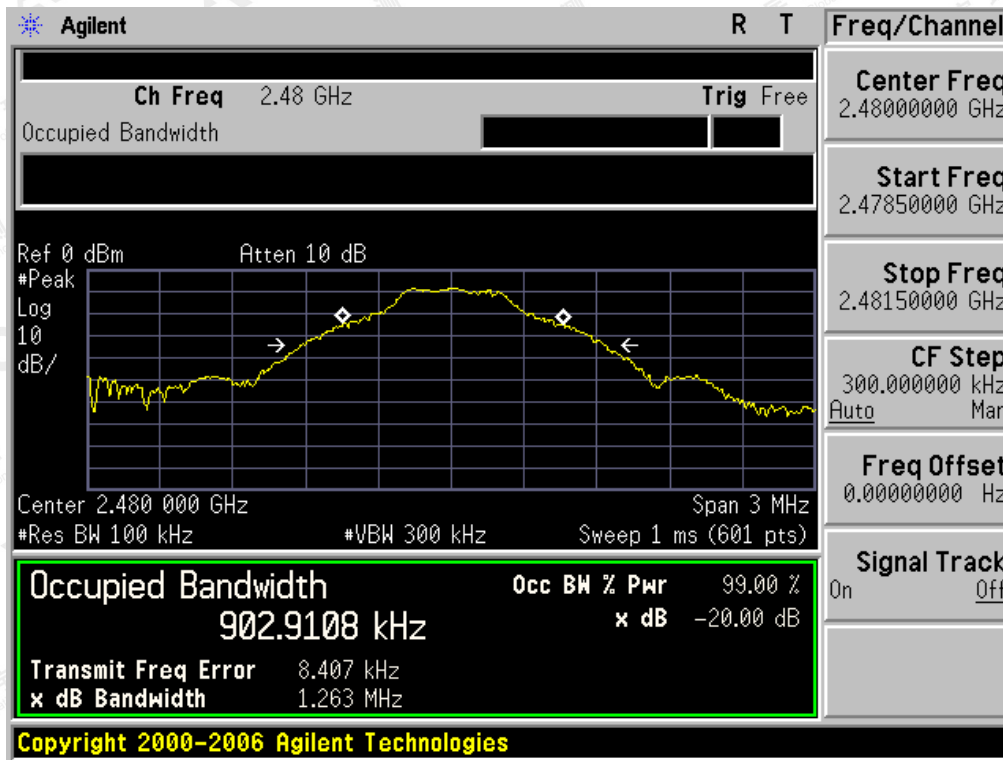 Agilent R T
Ch Freq 2.48 GHz Trig Free
Occupied Bandwidth
Ref 0 dBm Atten 10 dB
#Peak
Log
10
dB/
Center 2.480 000 GHz Span 3 MHz
#Res BW 100 kHz #VBW 300 kHz Sweep 1 ms (601 pts)
Occupied Bandwidth Occ BW % Pwr 99.00 %
902.9108 kHz x dB -20.00 dB
Transmit Freq Error 8.407 kHz
x dB Bandwidth 1.263 MHz
Copyright 2000-2006 Agilent Technologies
Freq/Channel
Center Freq
2.48000000 GHz
Start Freq
2.47850000 GHz
Stop Freq
2.48150000 GHz
CF Step
300.000000 kHz
Auto Man
Freq Offset
0.00000000 Hz
Signal Track
On Off